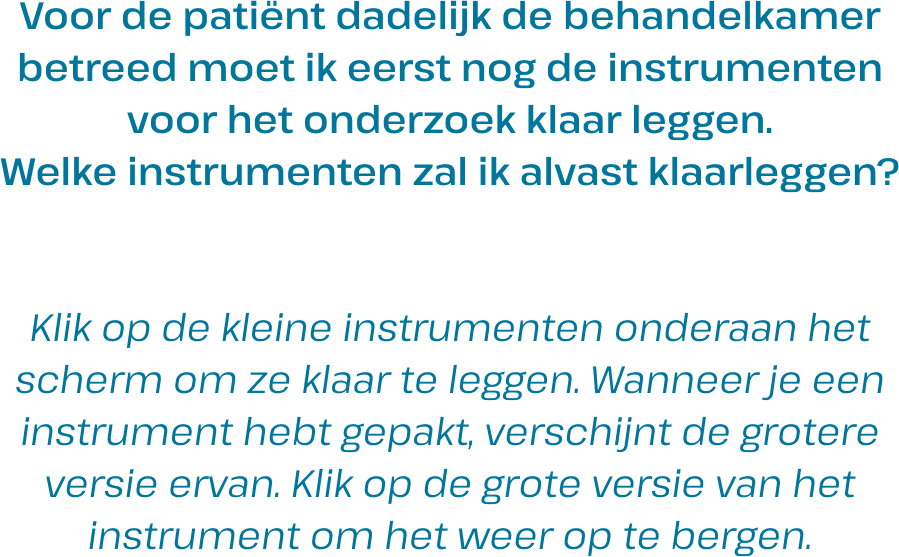 Voor de patiënt dadelijk de behandelkamer
betreed moet ik eerst nog de instrumenten
voor het onderzoek klaar leggen.
Welke instrumenten zal ik alvast klaarleggen?
Klik op de kleine instrumenten onderaan het
scherm om ze klaar te leggen. Wanneer je een
instrument hebt gepakt, verschijnt de grotere
versie ervan. Klik op de grote versie van het
instrument om het weer op te bergen.